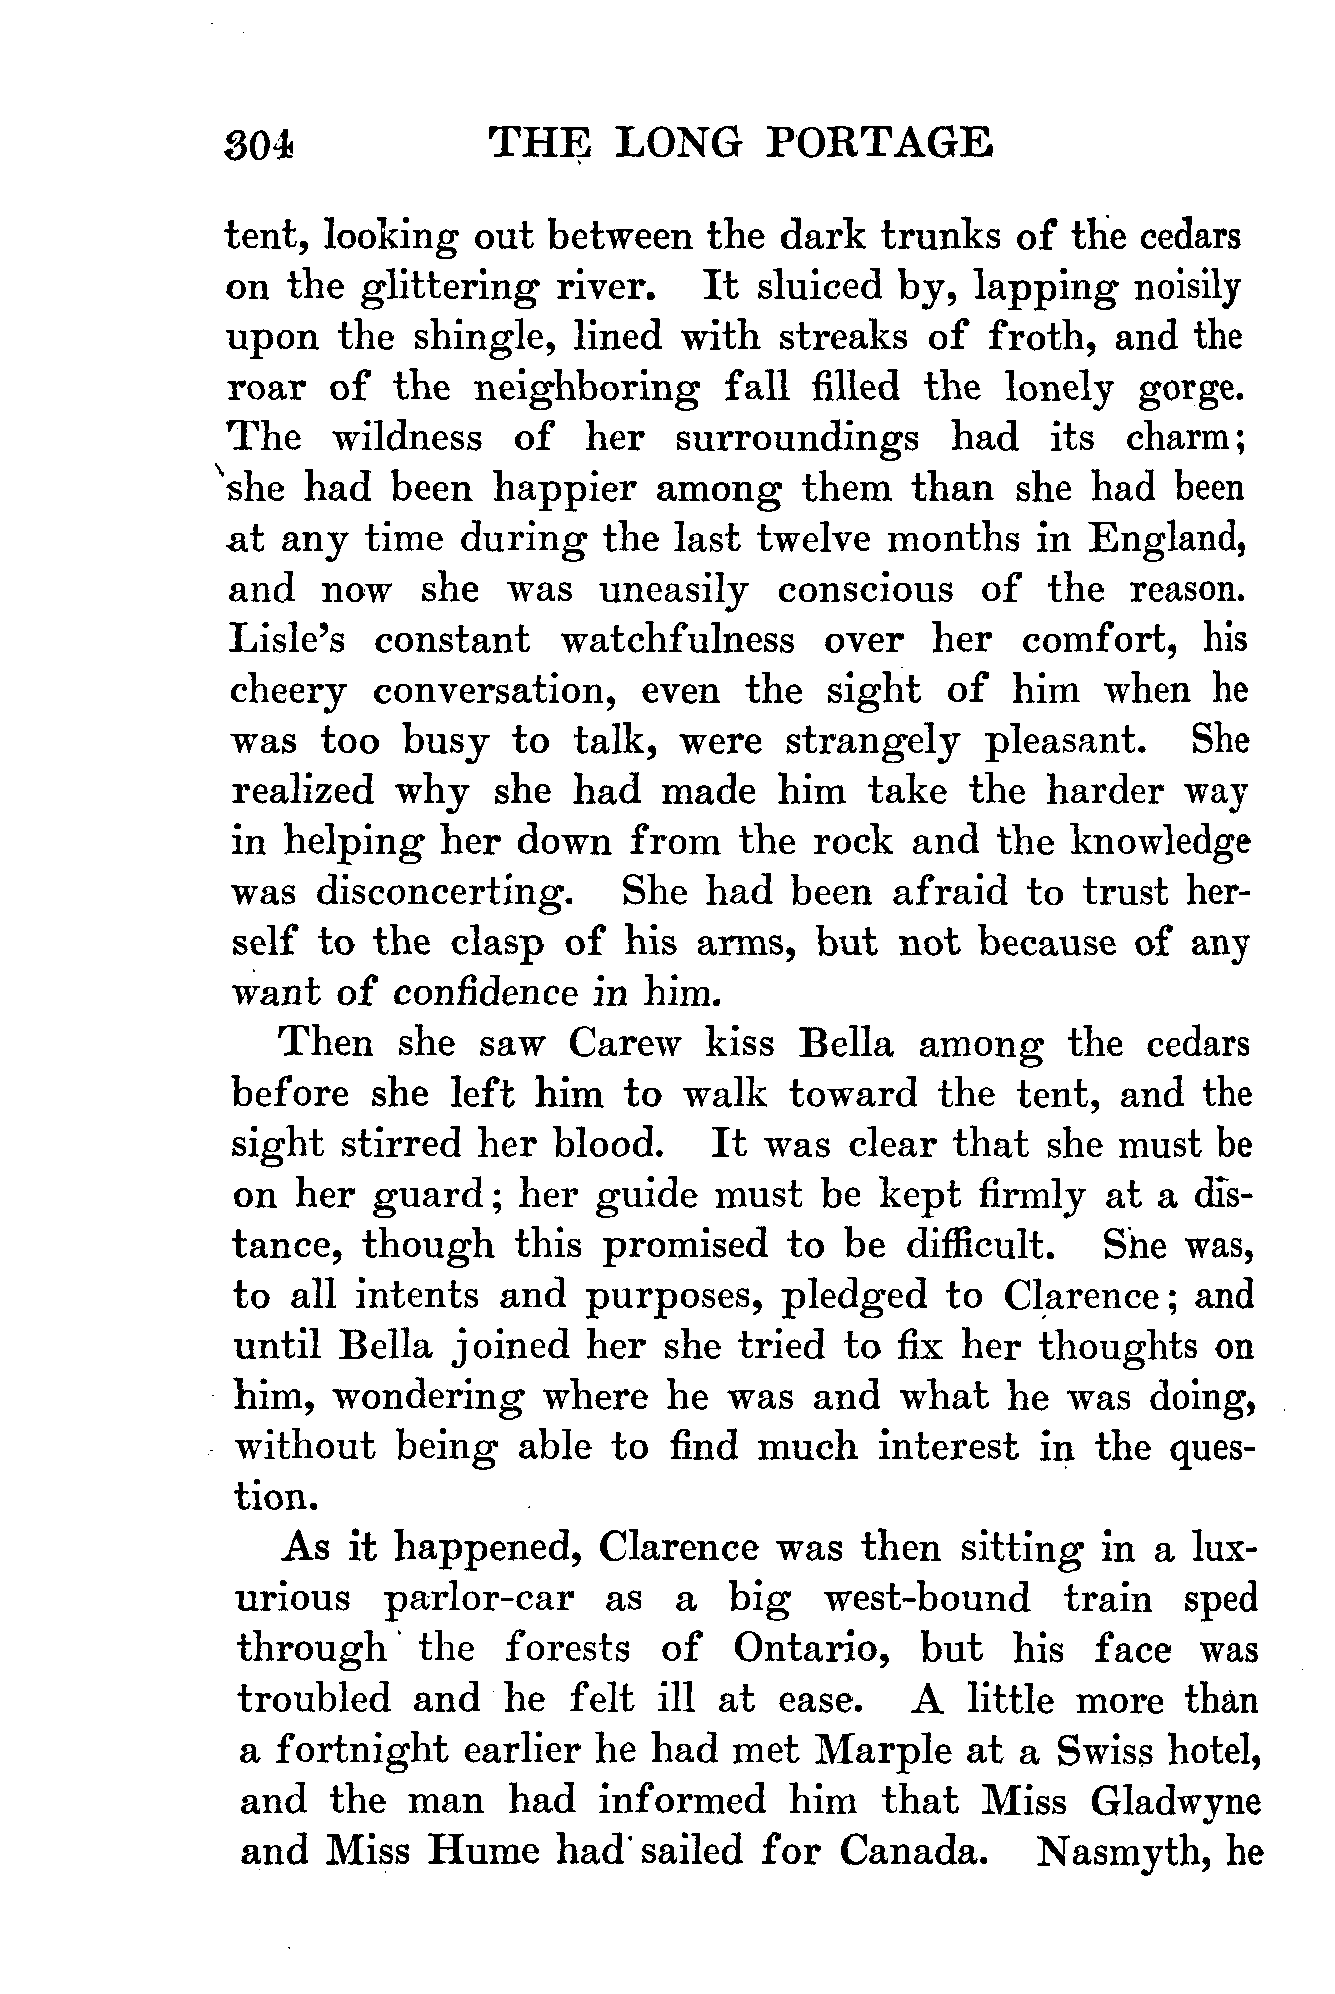 304 THE LONG PORTAGE
tent, looking out between the dark trunks of the cedars
on the glittering river. It sluiced by, lapping noisily
upon the shingle, lined with streaks of froth, and the
roar of the neighboring fall filled the lonely gorge.
The wildness of her surroundings had its charm;
she had been happier among them than she had been
at any time during the last twelve months in England,
and now she was uneasily conscious of the reason.
Lisle's constant watchfulness over her comfort, his
cheery conversation, even the sight of him when he
was too busy to talk, were strangely pleasant. She
realized why she had made him take the harder way
in helping her down from the rock and the knowledge
was disconcerting. She had been afraid to trust her-
self to the clasp of his arms, but not because of any
want of confidence in him.
Then she saw Carew kiss Bella among the cedars
before she left him to walk toward the tent, and the
sight stirred her blood. It was clear that she must be
on her guard; her guide must be kept firmly at a dis-
tance, though this promised to be difficult. She was,
to all intents and purposes, pledged to Clarence; and
until Bella joined her she tried to fix her thoughts on
him, wondering where he was and what he was doing,
without being able to find much interest in the ques-
tion.
As it happened, Clarence was then sitting in a lux-
urious parlor-car as a big west-bound train sped
through the forests of Ontario, but his face was
troubled and he felt ill at ease. A little more than
a fortnight earlier he had met Marple at a Swiss hotel,
and the man had informed him that Miss Gladwyne
and Miss Hume had sailed for Canada. Nasmyth, he